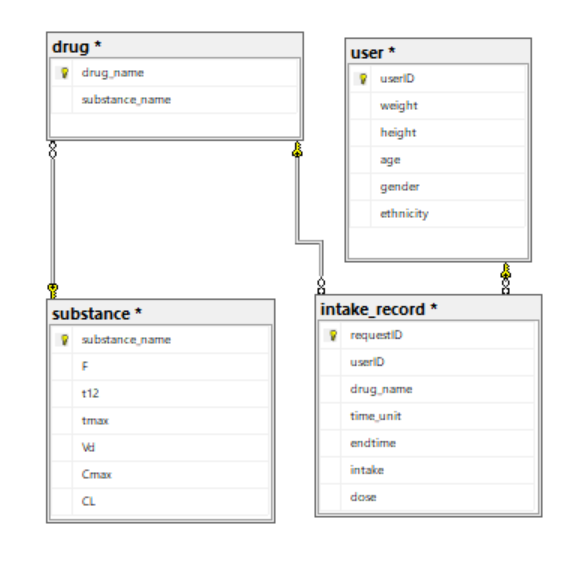 drug *
drug_name
substance_name
user *
userID
weight
height
age
gender
ethnicity
substance *
substance_name
F
t12
tmax
Vd
Cmax
CL
intake_record *
requestID
userID
drug_name
time_unit
endtime
intake
dose